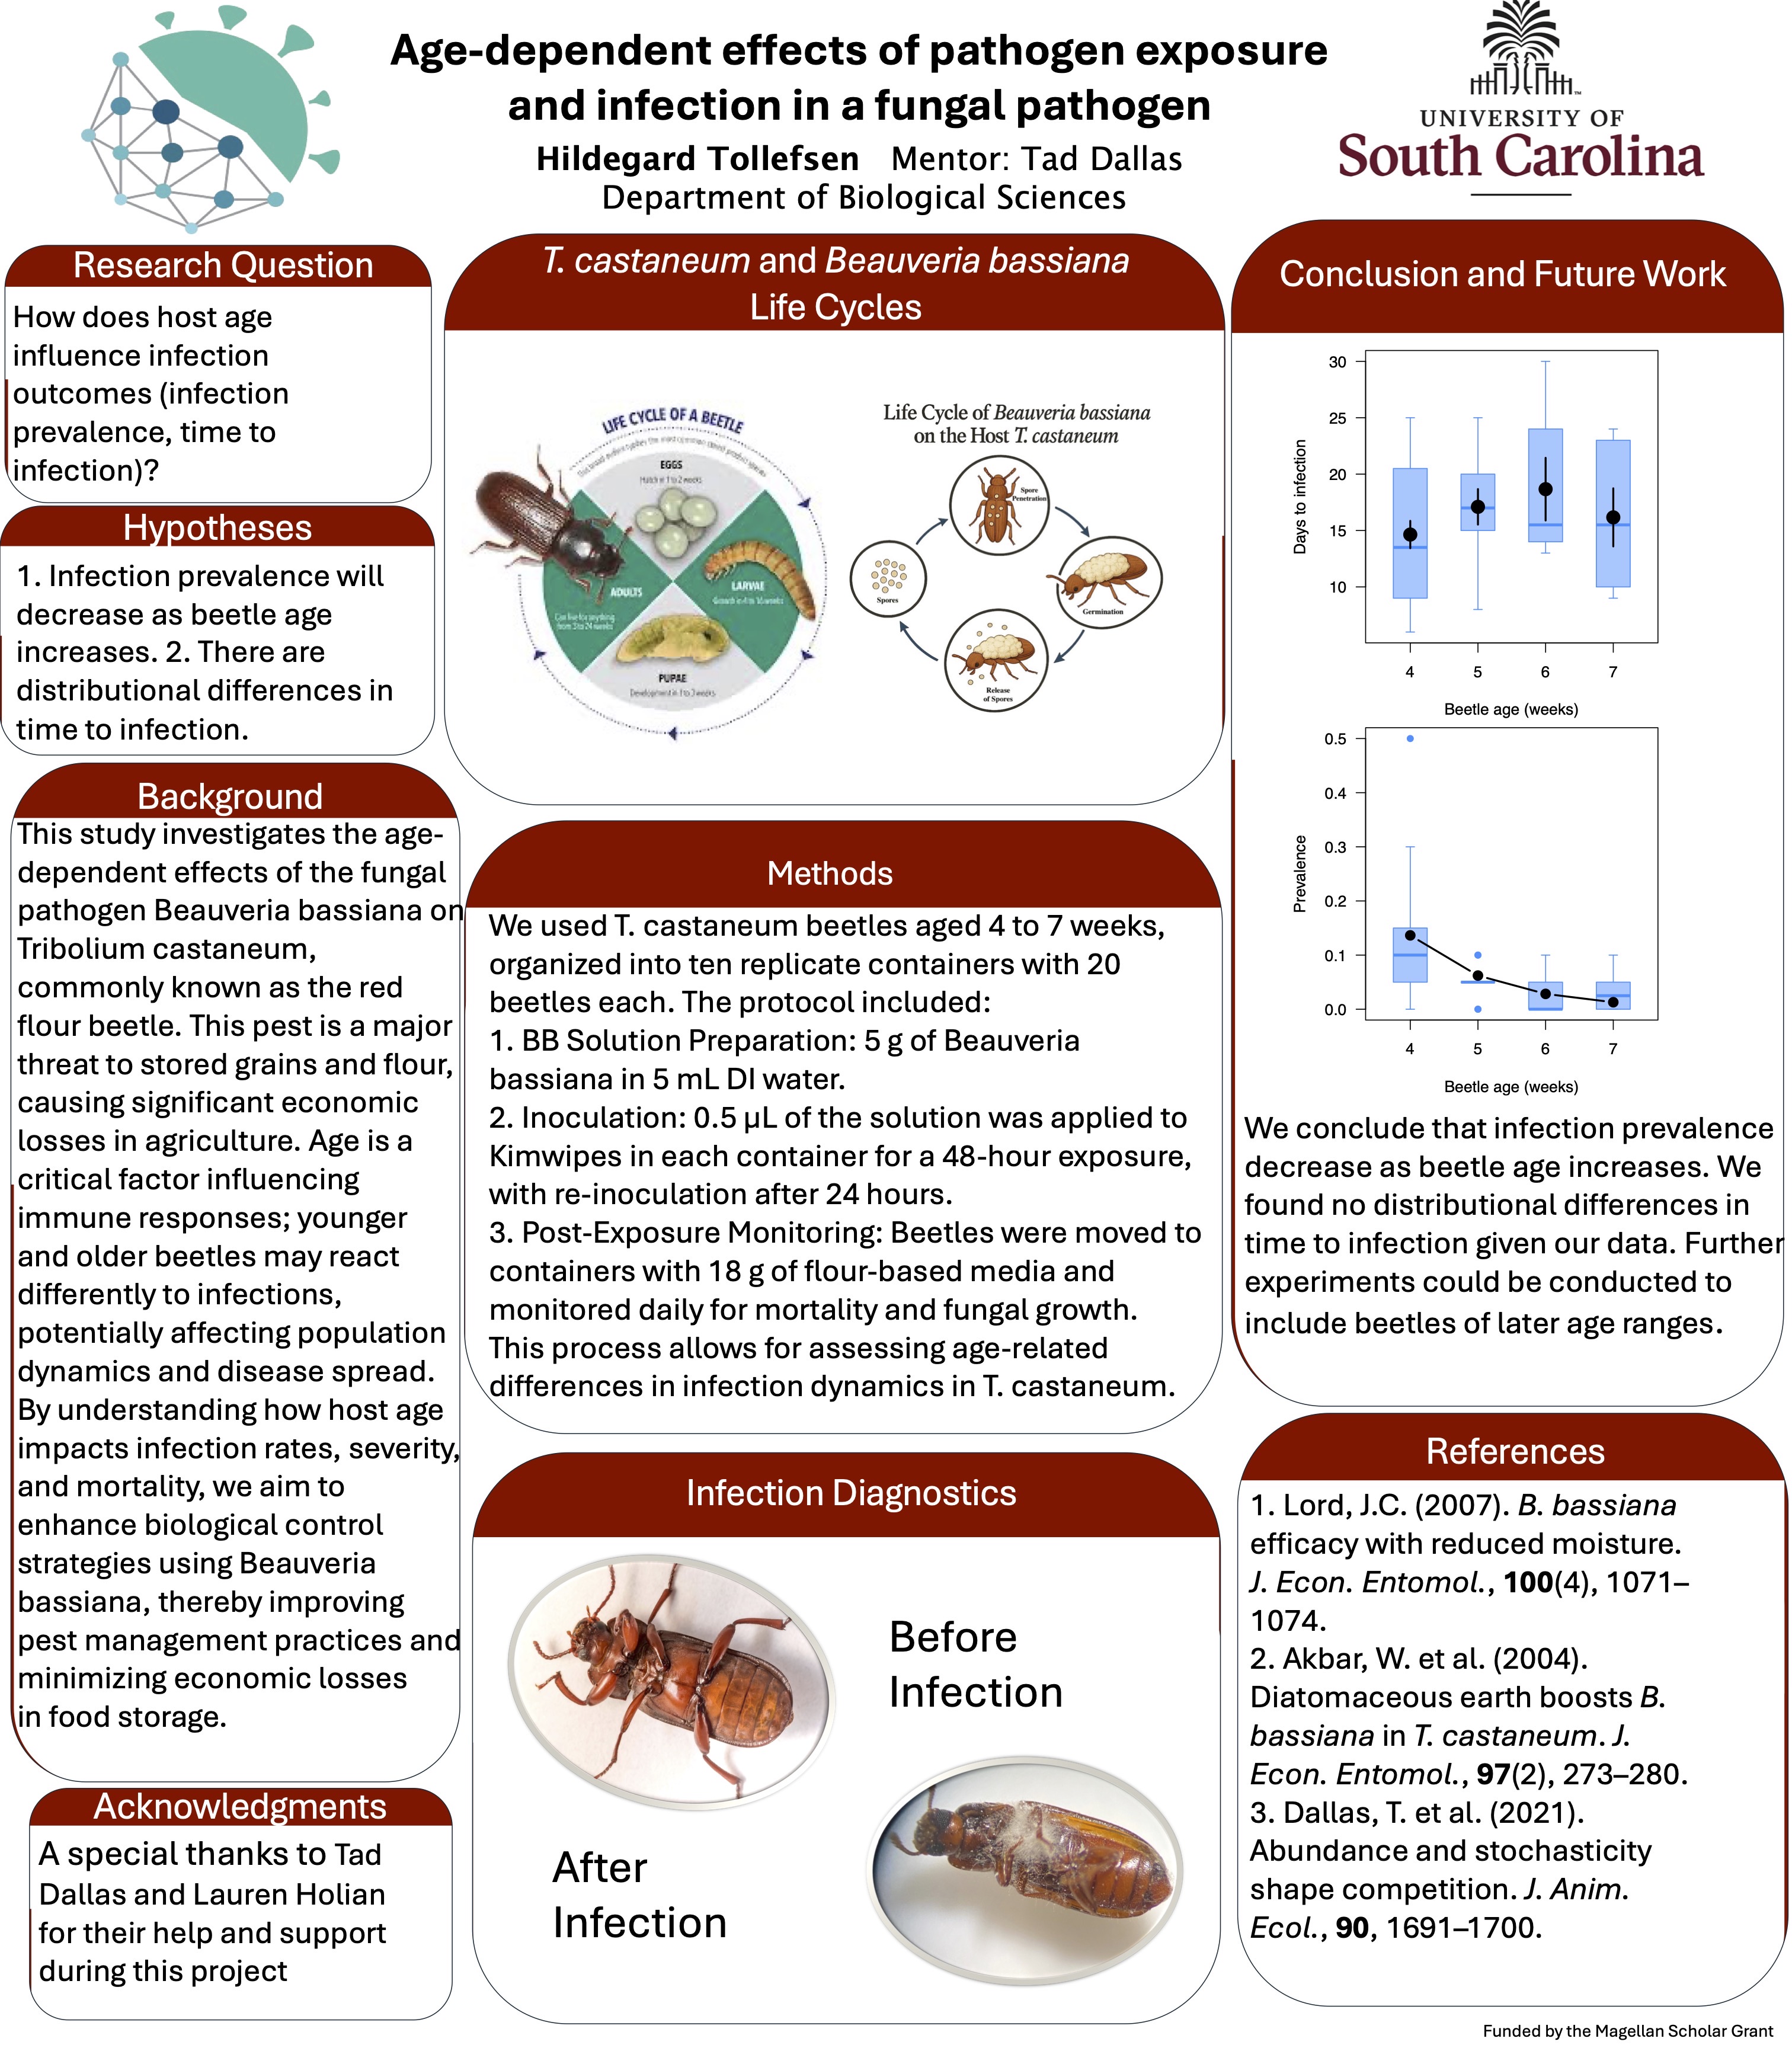 Age-dependent effects of pathogen exposure
and infection in a fungal pathogen
Hildegard Tollefsen Mentor: Tad Dallas
Department of Biological Sciences
UNIVERSITY OF
South Carolina
Research Question
How does host age
influence infection
outcomes (infection
prevalence, time to
infection)?
Hypotheses
1. Infection prevalence will
decrease as beetle age
increases. 2. There are
distributional differences in
time to infection.
Background
This study investigates the age-
dependent effects of the fungal
pathogen Beauveria bassiana on
Tribolium castaneum,
commonly known as the red
flour beetle. This pest is a major
threat to stored grains and flour,
causing significant economic
losses in agriculture. Age is a
critical factor influencing
immune responses; younger
and older beetles may react
differently to infections,
potentially affecting population
dynamics and disease spread.
By understanding how host age
impacts infection rates, severity,
and mortality, we aim to
enhance biological control
strategies using Beauveria
bassiana, thereby improving
pest management practices and
minimizing economic losses
in food storage.
Acknowledgments
A special thanks to Tad
Dallas and Lauren Holian
for their help and support
during this project
T. castaneum and Beauveria bassiana
Life Cycles
LIFE CYCLE OF A BEETLE
EGGS
Hatch in 1 to 2 weeks
LARVAE
ADULTS
Can live for anything
from 3 to 24 weeks
PUPAE
Development in 1 to 3 weeks
Life Cycle of Beauveria bassiana
on the Host T. castaneum
Spore
Penetration
Spores
Germination
Release
of Spores
Methods
We used T. castaneum beetles aged 4 to 7 weeks,
organized into ten replicate containers with 20
beetles each. The protocol included:
1. BB Solution Preparation: 5 g of Beauveria
bassiana in 5 mL DI water.
2. Inoculation: 0.5 µL of the solution was applied to
Kimwipes in each container for a 48-hour exposure,
with re-inoculation after 24 hours.
3. Post-Exposure Monitoring: Beetles were moved to
containers with 18 g of flour-based media and
monitored daily for mortality and fungal growth.
This process allows for assessing age-related
differences in infection dynamics in T. castaneum.
Infection Diagnostics
Before
Infection
After
Infection
Conclusion and Future Work
30
25
20
15
10
Days to infection
4 5 6 7
Beetle age (weeks)
0.5
0.4
0.3
0.2
0.1
0.0
Prevalence
4 5 6 7
Beetle age (weeks)
We conclude that infection prevalence
decrease as beetle age increases. We
found no distributional differences in
time to infection given our data. Further
experiments could be conducted to
include beetles of later age ranges.
References
1. Lord, J.C. (2007). B. bassiana
efficacy with reduced moisture.
J. Econ. Entomol., 100(4), 1071–
1074.
2. Akbar, W. et al. (2004).
Diatomaceous earth boosts B.
bassiana in T. castaneum. J.
Econ. Entomol., 97(2), 273–280.
3. Dallas, T. et al. (2021).
Abundance and stochasticity
shape competition. J. Anim.
Ecol., 90, 1691–1700.
Funded by the Magellan Scholar Grant